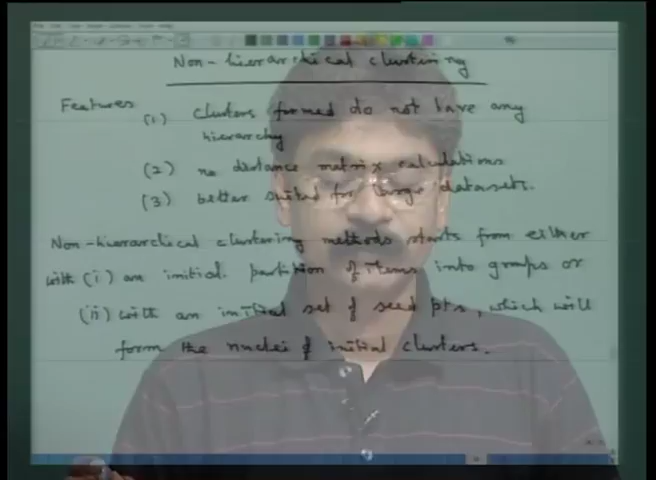 Non-hierarchical clustering
Features
(1) clusters formed do not have any
hierarchy
(2) no distance matrix calculations
(3) better suited for large datasets.
Non-hierarchical clustering methods starts from either
with (i) an initial partition of items into groups or
(ii) with an initial set of seed pts, which will
form the nuclei of initial clusters.